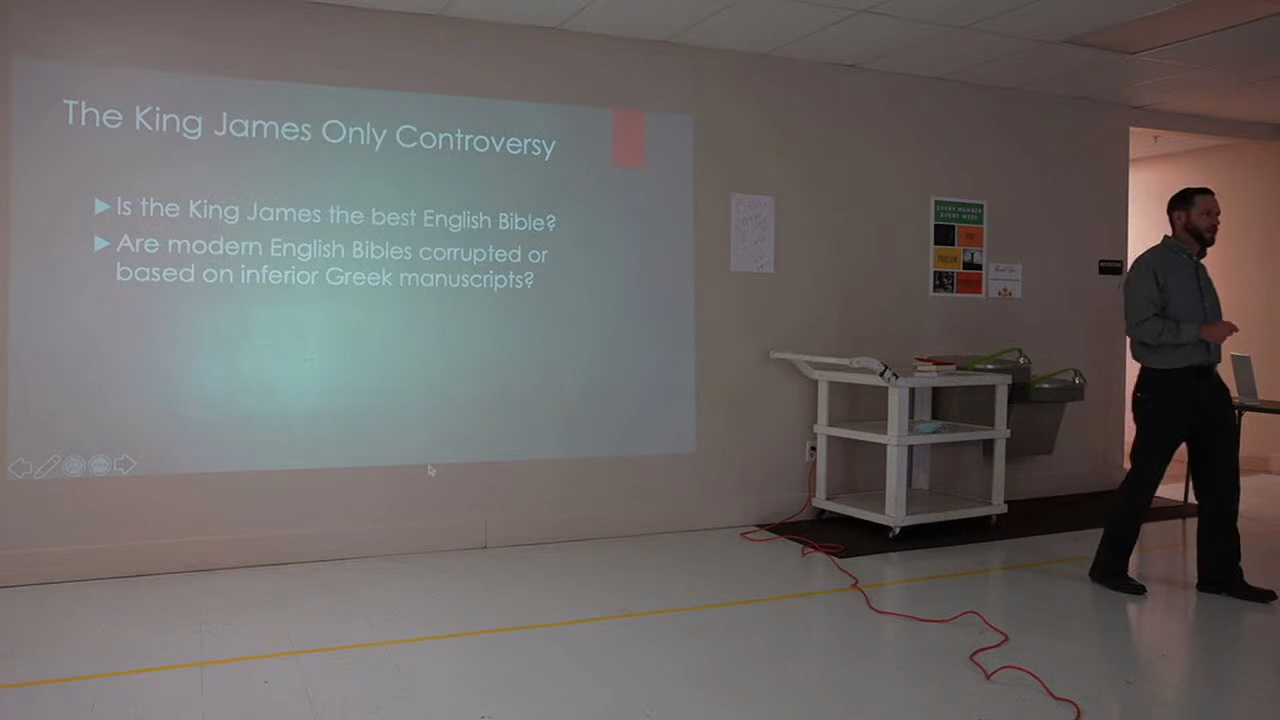 The King James Only Controversy
Is the King James the best English Bible?
Are modern English Bibles corrupted or
based on inferior Greek manuscripts?
EVERY MEMBER
EVERY WEEK